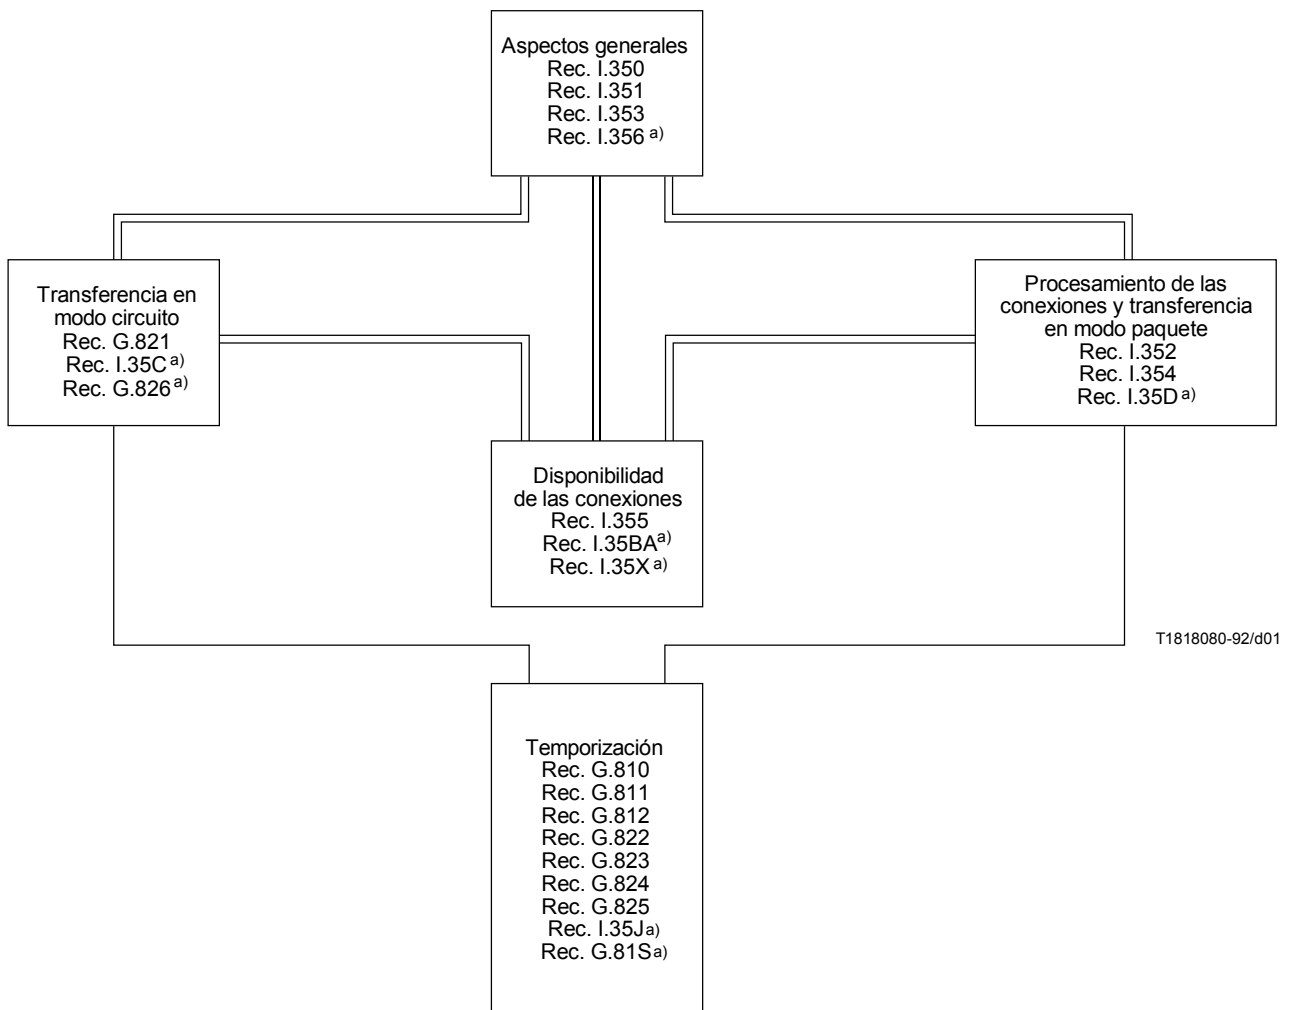 Aspectos generales
Rec. I.350
Rec. I.351
Rec. I.353
Rec. I.356 a)
Transferencia en
modo circuito
Rec. G.821
Rec. I.35C a)
Rec. G.826 a)
Procesamiento de las
conexiones y transferencia
en modo paquete
Rec. I.352
Rec. I.354
Rec. I.35D a)
Disponibilidad
de las conexiones
Rec. I.355
Rec. I.35BA a)
Rec. I.35X a)
T1818080-92/d01
Temporización
Rec. G.810
Rec. G.811
Rec. G.812
Rec. G.822
Rec. G.823
Rec. G.824
Rec. G.825
Rec. I.35J a)
Rec. G.81S a)